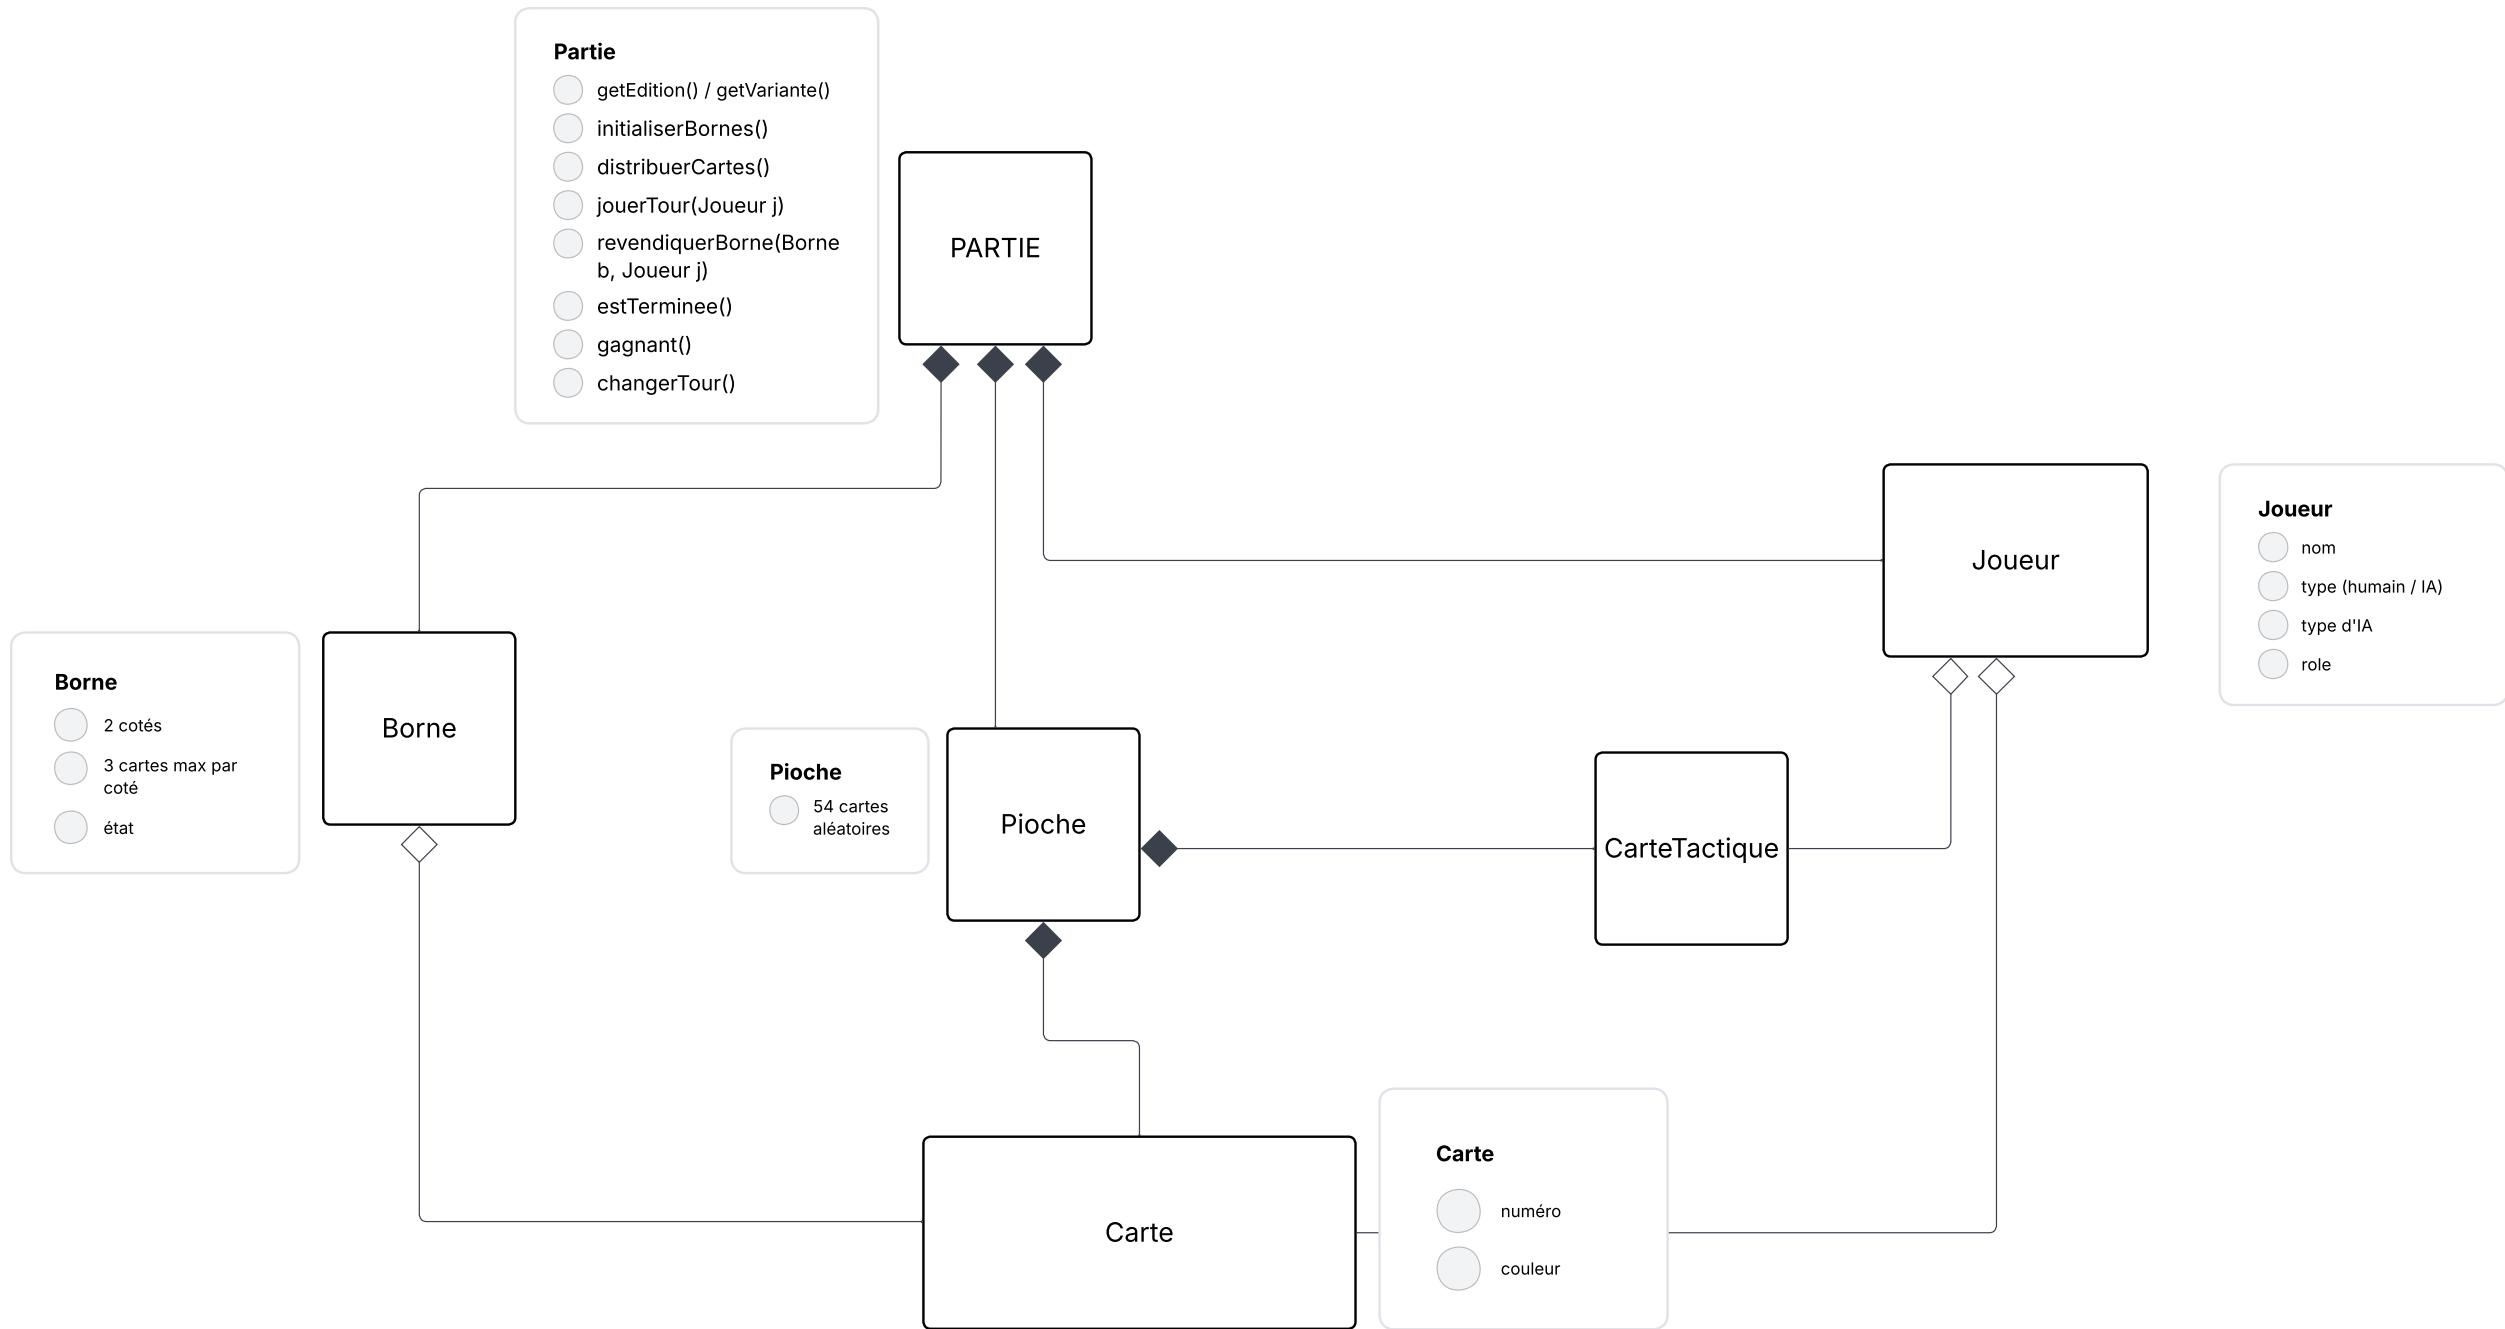 Partie
getEdition() / getVariante()
initialiserBornes()
distribuerCartes()
jouerTour(Joueur j)
revendiquerBorne(Borne
b, Joueur j)
estTerminee()
gagnant()
changerTour()
PARTIE
Joueur
Joueur
nom
type (humain / IA)
type d'IA
role
Borne
2 cotés
3 cartes max par
coté
état
Borne
Pioche
54 cartes
aléatoires
Pioche
CarteTactique
Carte
Carte
numéro
couleur